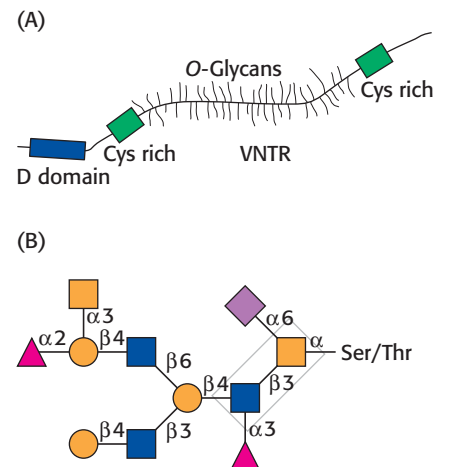 (A)
O-Glycans
Cys rich
Cys rich
VNTR
D domain
(B)
α3
α2
β4
α6
α
Ser/Thr
β6
β4
β3
β4
β3
α3